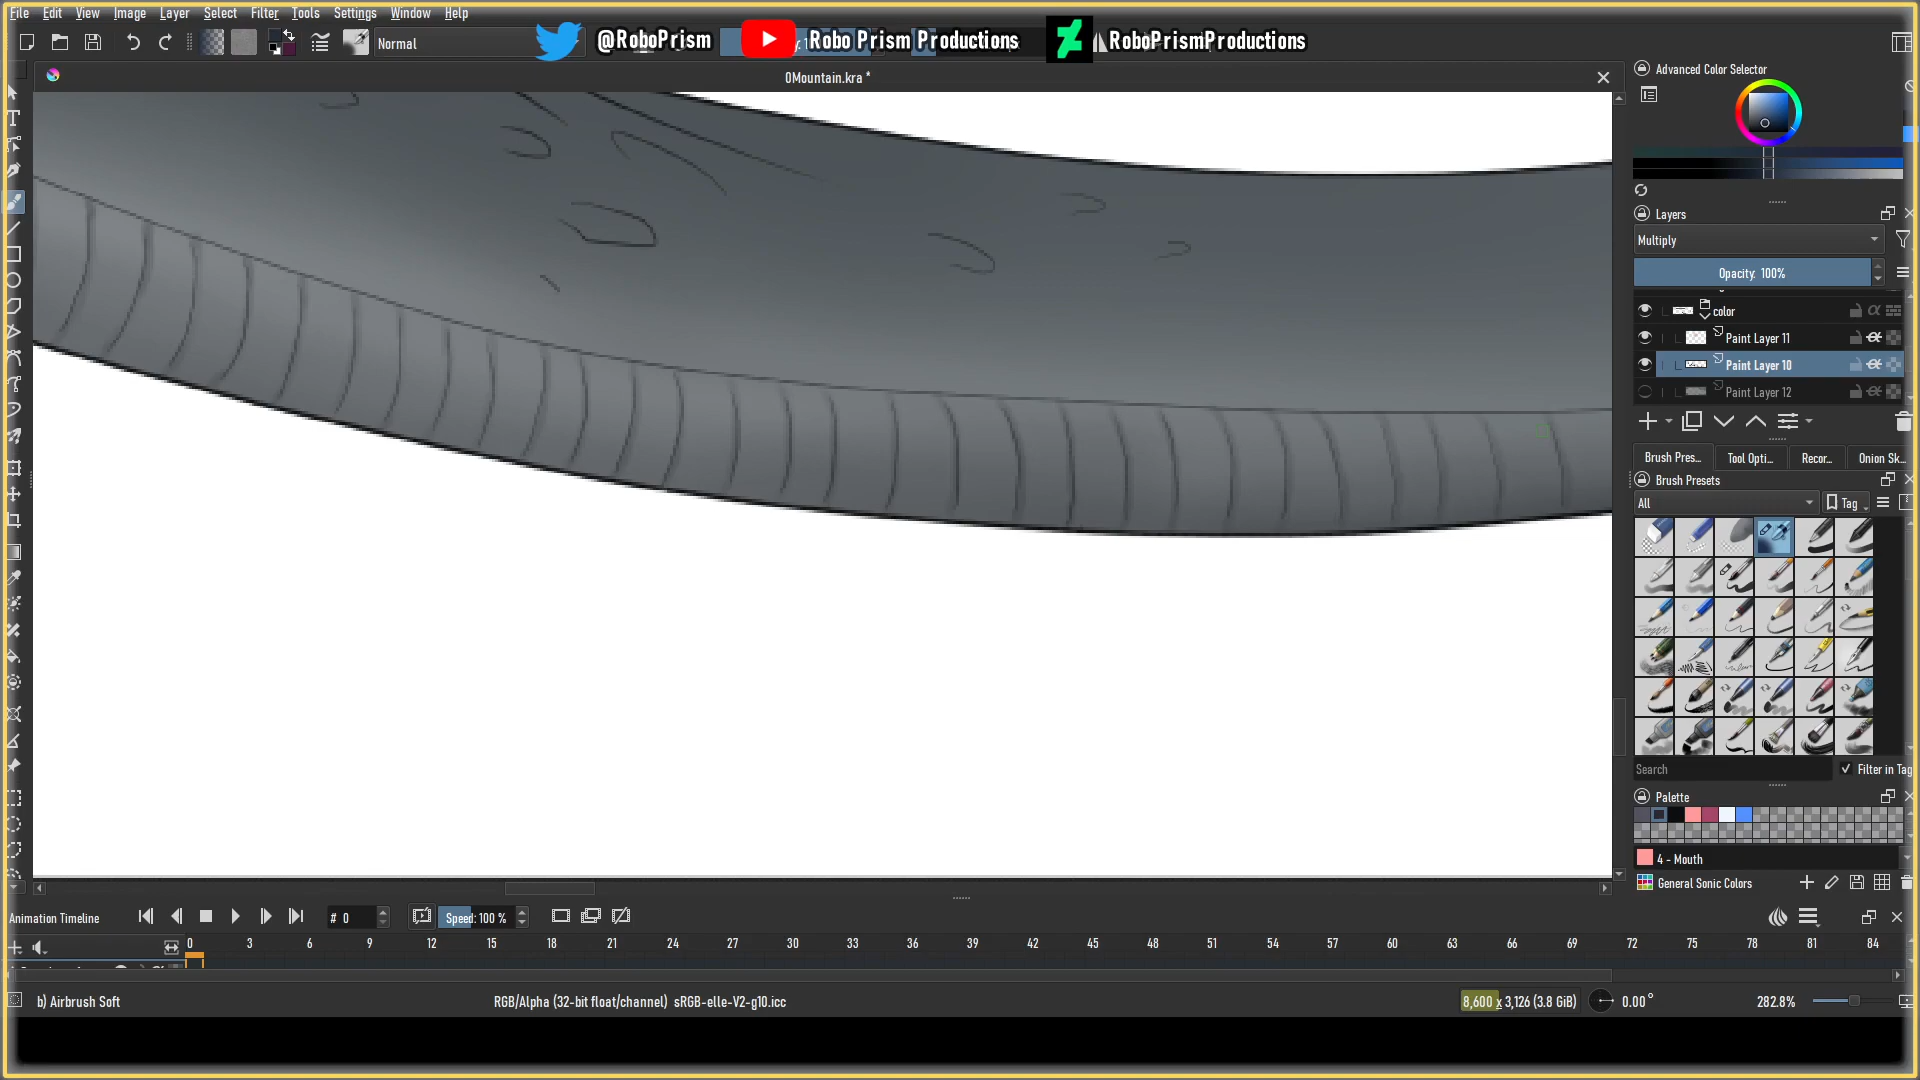 File Edit View Image Layer Select Filter Tools Settings Window Help
Normal
@RoboPrism
Robo Prism Productions
RoboPrismProductions
0Mountain.kra *
Advanced Color Selector
Layers
Multiply
Opacity: 100%
color
Paint Layer 11
Paint Layer 10
Paint Layer 12
Brush Pres... Tool Opti... Recor... Onion Sk...
Brush Presets
All
Tag
Search
Filter in Tag
Palette
4 - Mouth
General Sonic Colors
Animation Timeline
# 0
Speed: 100 %
0 3 6 9 12 15 18 21 24 27 30 33 36 39 42 45 48 51 54 57 60 63 66 69 72 75 78 81 84
b) Airbrush Soft
RGB/Alpha (32-bit float/channel) sRGB-elle-V2-g10.icc
8,600 x 3,126 (3.8 GiB)
0.00°
282.8%